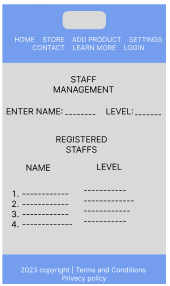 HOME STORE ADD PRODUCT SETTINGS
CONTACT LEARN MORE LOGIN
STAFF
MANAGEMENT
ENTER NAME: ________ LEVEL: _______
REGISTERED
STAFFS
NAME LEVEL
1. ------------ -----------
2. ------------ -------------
3. ------------ ------------
4. ------------- -----------
2023 copyright | Terms and Conditions
Privacy policy